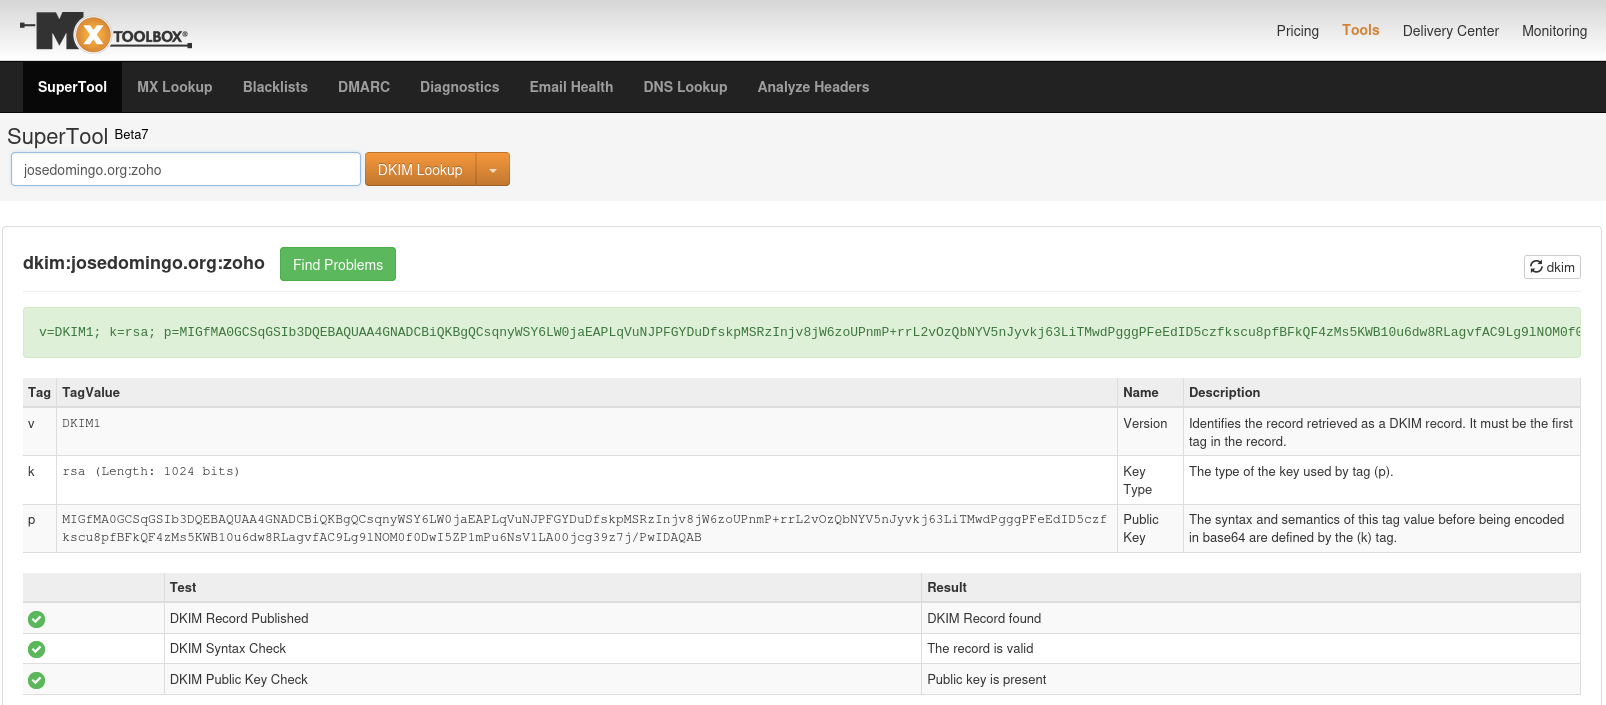 MX TOOLBOX®
Pricing Tools Delivery Center Monitoring
SuperTool MX Lookup Blacklists DMARC Diagnostics Email Health DNS Lookup Analyze Headers
SuperTool Beta7
josedomingo.org:zoho DKIM Lookup
dkim:josedomingo.org:zoho Find Problems dkim
v=DKIM1; k=rsa; p=MIGfMA0GCSqGSIb3DQEBAQUAA4GNADCBiQKBgQCsqnyWSY6LW0jaEAPLqVuNJPFGYDuDfskpMSRzInjv8jW6zoUPnmP+rrL2vOzQbNYV5nJyvkj63LiTMwdPgggPFeEdID5czfkscu8pfBFkQF4zMs5KWB10u6dw8RLagvfAC9Lg9lNOM0f0
Tag TagValue Name Description
v DKIM1 Version Identifies the record retrieved as a DKIM record. It must be the first
tag in the record.
k rsa (Length: 1024 bits) Key The type of the key used by tag (p).
Type
p MIGfMA0GCSqGSIb3DQEBAQUAA4GNADCBiQKBgQCsqnyWSY6LW0jaEAPLqVuNJPFGYDuDfskpMSRzInjv8jW6zoUPnmP+rrL2vOzQbNYV5nJyvkj63LiTMwdPgggPFeEdID5czf Public The syntax and semantics of this tag value before being encoded
kscu8pfBFkQF4zMs5KWB10u6dw8RLagvfAC9Lg9lNOM0f0DwI5ZP1mPu6NsV1LA00jcg39z7j/PwIDAQAB Key in base64 are defined by the (k) tag.
Test Result
DKIM Record Published DKIM Record found
DKIM Syntax Check The record is valid
DKIM Public Key Check Public key is present